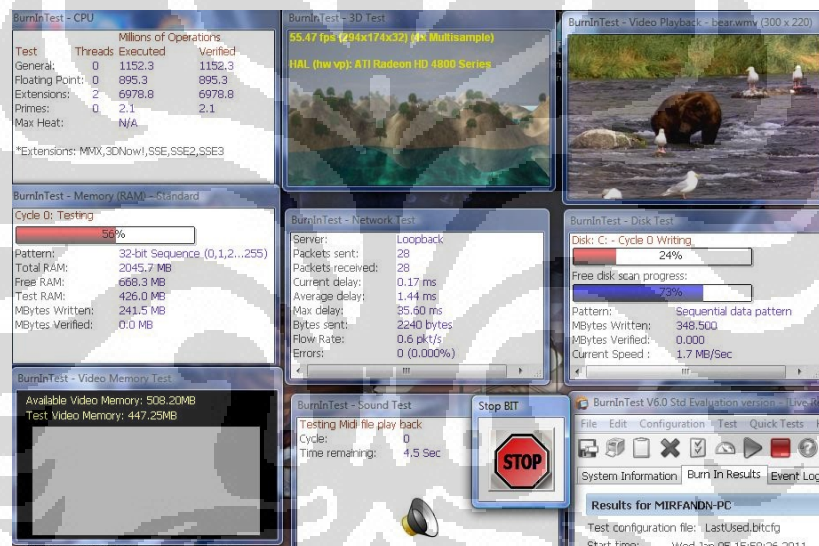 BurnInTest - CPU
Millions of Operations
Test Threads Executed Verified
General: 0 1152.3 1152.3
Floating Point: 0 895.3 895.3
Extensions: 2 6978.8 6978.8
Primes: 0 2.1 2.1
Max Heat: N/A
*Extensions: MMX,3DNow!,SSE,SSE2,SSE3
BurnInTest - 3D Test
55.47 fps (294x174x32) (4x Multisample)
HAL (hw vp): ATI Radeon HD 4800 Series
BurnInTest - Video Playback - bear.wmv (300 x 220)
BurnInTest - Memory (RAM) - Standard
Cycle 0: Testing
56%
Pattern: 32-bit Sequence (0,1,2...255)
Total RAM: 2045.7 MB
Free RAM: 668.3 MB
Test RAM: 426.0 MB
MBytes Written: 241.5 MB
MBytes Verified: 0.0 MB
BurnInTest - Network Test
Server: Loopback
Packets sent: 28
Packets received: 28
Current delay: 0.17 ms
Average delay: 1.44 ms
Max delay: 35.60 ms
Bytes sent: 2240 bytes
Flow Rate: 0.6 pkt/s
Errors: 0 (0.000%)
BurnInTest - Disk Test
Disk: C: - Cycle 0 Writing
24%
Free disk scan progress:
73%
Pattern: Sequential data pattern
MBytes Written: 348.500
MBytes Verified: 0.000
Current Speed : 1.7 MB/Sec
BurnInTest - Video Memory Test
Available Video Memory: 508.20MB
Test Video Memory: 447.25MB
BurnInTest - Sound Test
Testing Midi file play back
Cycle: 0
Time remaining: 4.5 Sec
Stop BIT
STOP
BurnInTest V6.0 Std Evaluation version -
File Edit Configuration Test Quick Tests
System Information Burn In Results Event Log
Results for MIRFANDN-PC
Test configuration file: LastUsed.bitcfg
Start time: Wed Jan 05 15:50:26 2011